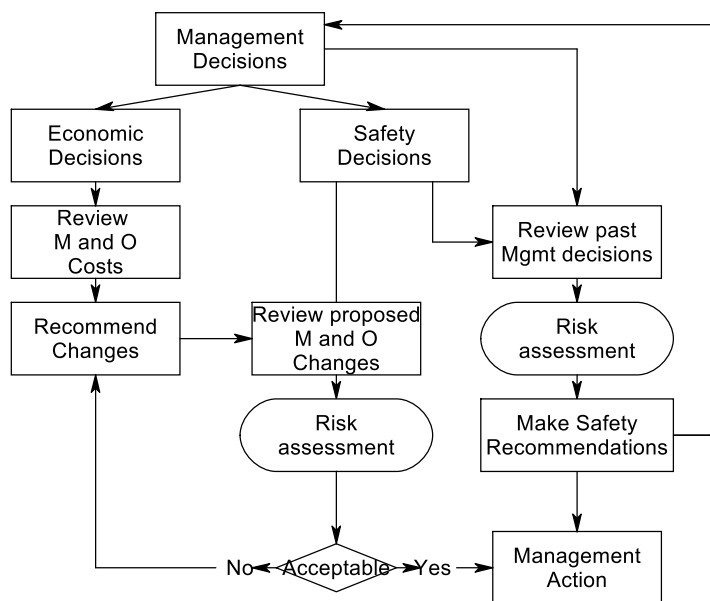 Management
Decisions
Economic
Decisions
Safety
Decisions
Review
M and O
Costs
Review past
Mgmt decisions
Recommend
Changes
Review proposed
M and O
Changes
Risk
assessment
Risk
assessment
Make Safety
Recommendations
No
Acceptable
Yes
Management
Action